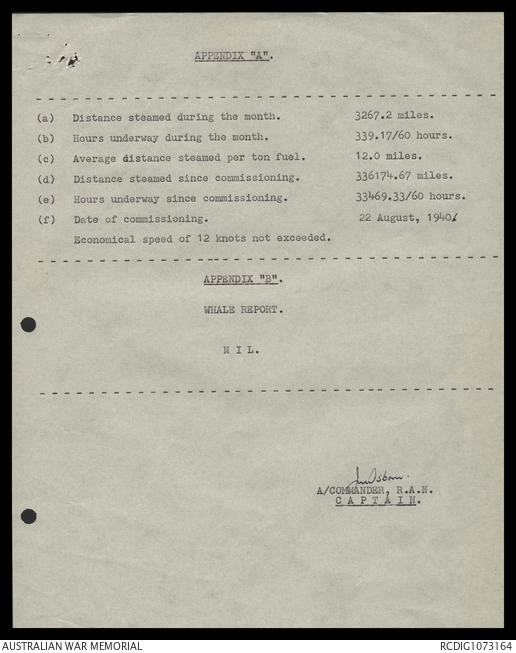 APPENDIX "A".
(a) Distance steamed during the month. 3267.2 miles.
(b) Hours underway during the month. 339.17/60 hours.
(c) Average distance steamed per ton fuel. 12.0 miles.
(d) Distance steamed since commissioning. 336174.67 miles.
(e) Hours underway since commissioning. 33469.33/60 hours.
(f) Date of commissioning. 22 August, 1940.
Economical speed of 12 knots not exceeded.
APPENDIX "B".
WHALE REPORT.
N I L.
A/COMMANDER, R.A.N.
C A P T A I N.
AUSTRALIAN WAR MEMORIAL RCDIG1073164